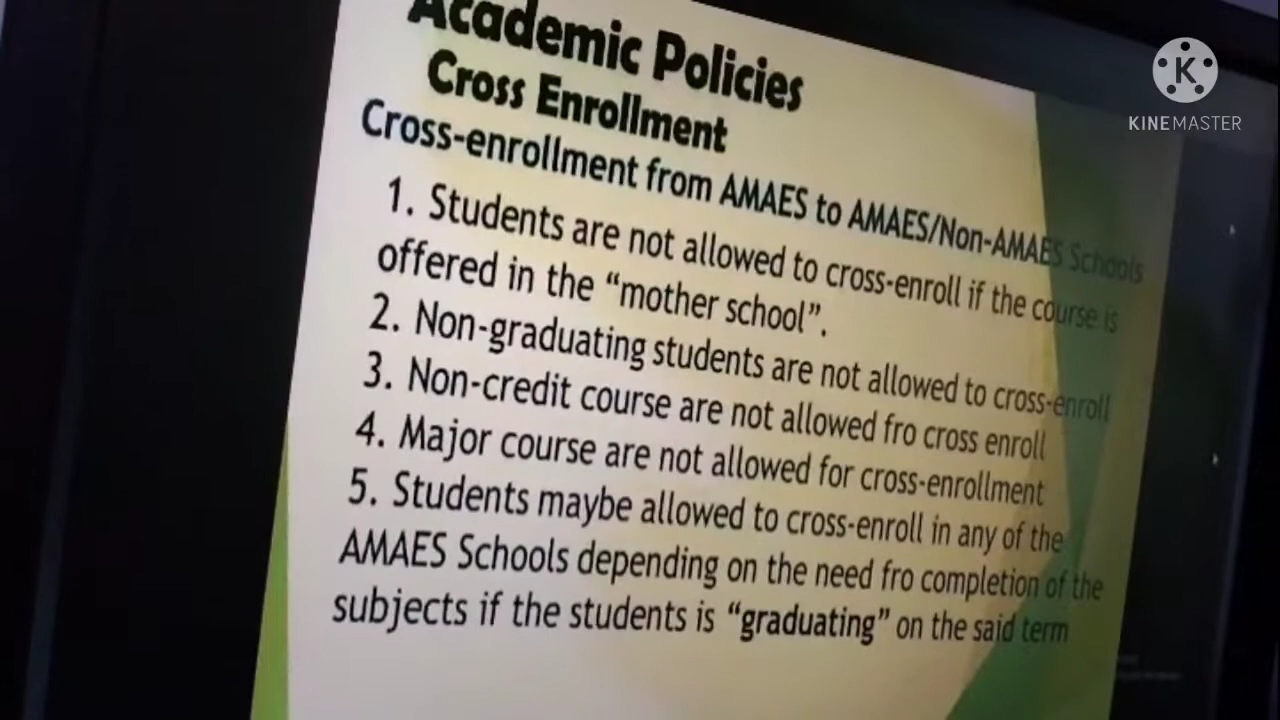 Academic Policies
Cross Enrollment
Cross-enrollment from AMAES to AMAES/Non-AMAES Schools
1. Students are not allowed to cross-enroll if the course is
offered in the “mother school”.
2. Non-graduating students are not allowed to cross-enroll
3. Non-credit course are not allowed fro cross enroll
4. Major course are not allowed for cross-enrollment
5. Students maybe allowed to cross-enroll in any of the
AMAES Schools depending on the need fro completion of the
subjects if the students is “graduating” on the said term
K
KINEMASTER